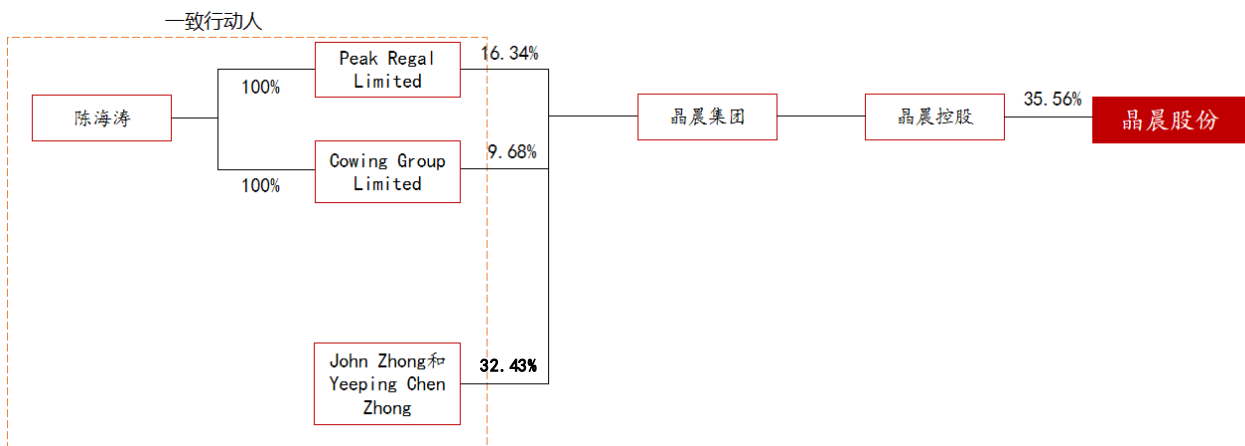 一致行动人
Peak Regal
Limited
16.34%
100%
陈海涛
晶晨集团
晶晨控股
35.56%
晶晨股份
Cowing Group
Limited
9.68%
100%
John Zhong和
Yeeping Chen
Zhong
32.43%